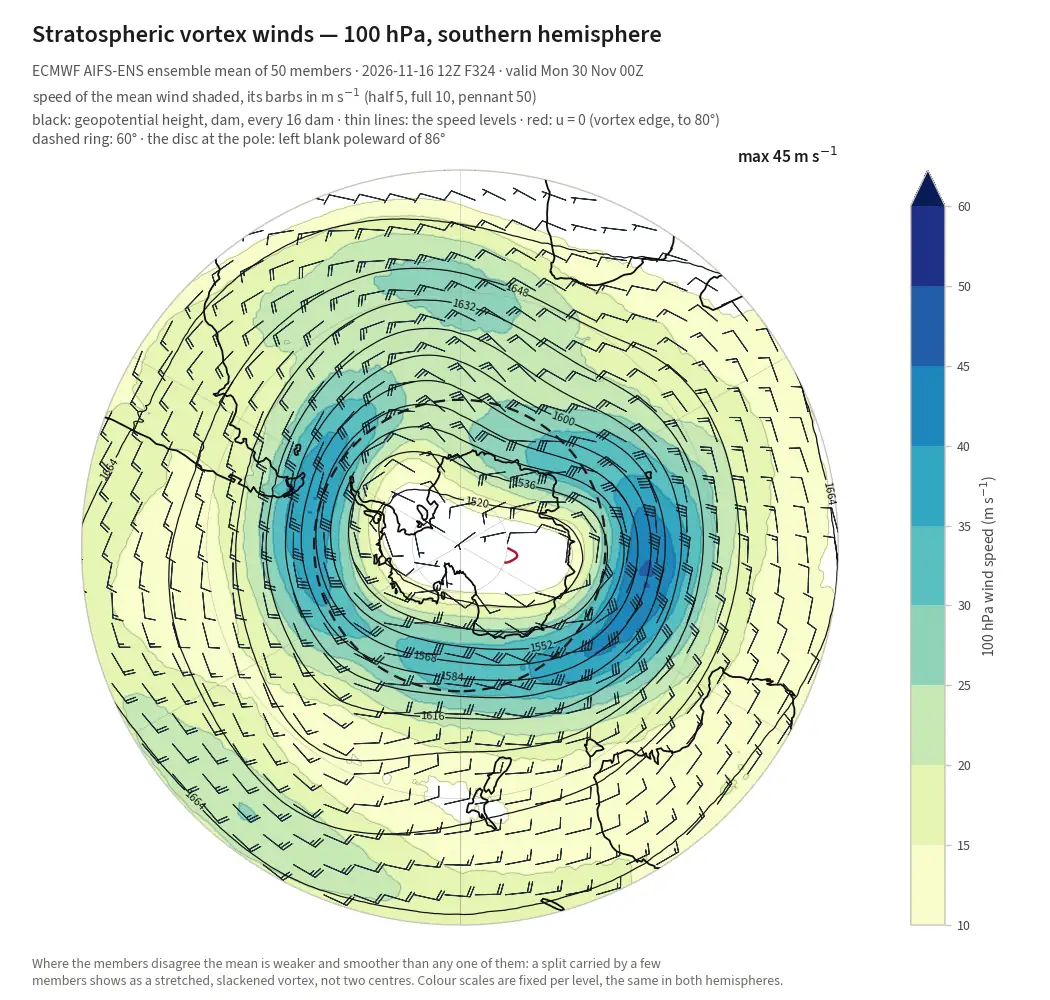 Stratospheric vortex winds — 100 hPa, southern hemisphere
ECMWF AIFS-ENS ensemble mean of 50 members · 2026-11-16 12Z F324 · valid Mon 30 Nov 00Z
speed of the mean wind shaded, its barbs in m s⁻¹ (half 5, full 10, pennant 50)
black: geopotential height, dam, every 16 dam · thin lines: the speed levels · red: u = 0 (vortex edge, to 80°)
dashed ring: 60° · the disc at the pole: left blank poleward of 86°
max 45 m s⁻¹
60
50
45
40
35
30
25
20
15
10
100 hPa wind speed (m s⁻¹)
1648
1632
1600
1664
1664
1536
1520
1552
1568
1584
1616
1664
Where the members disagree the mean is weaker and smoother than any one of them: a split carried by a few
members shows as a stretched, slackened vortex, not two centres. Colour scales are fixed per level, the same in both hemispheres.